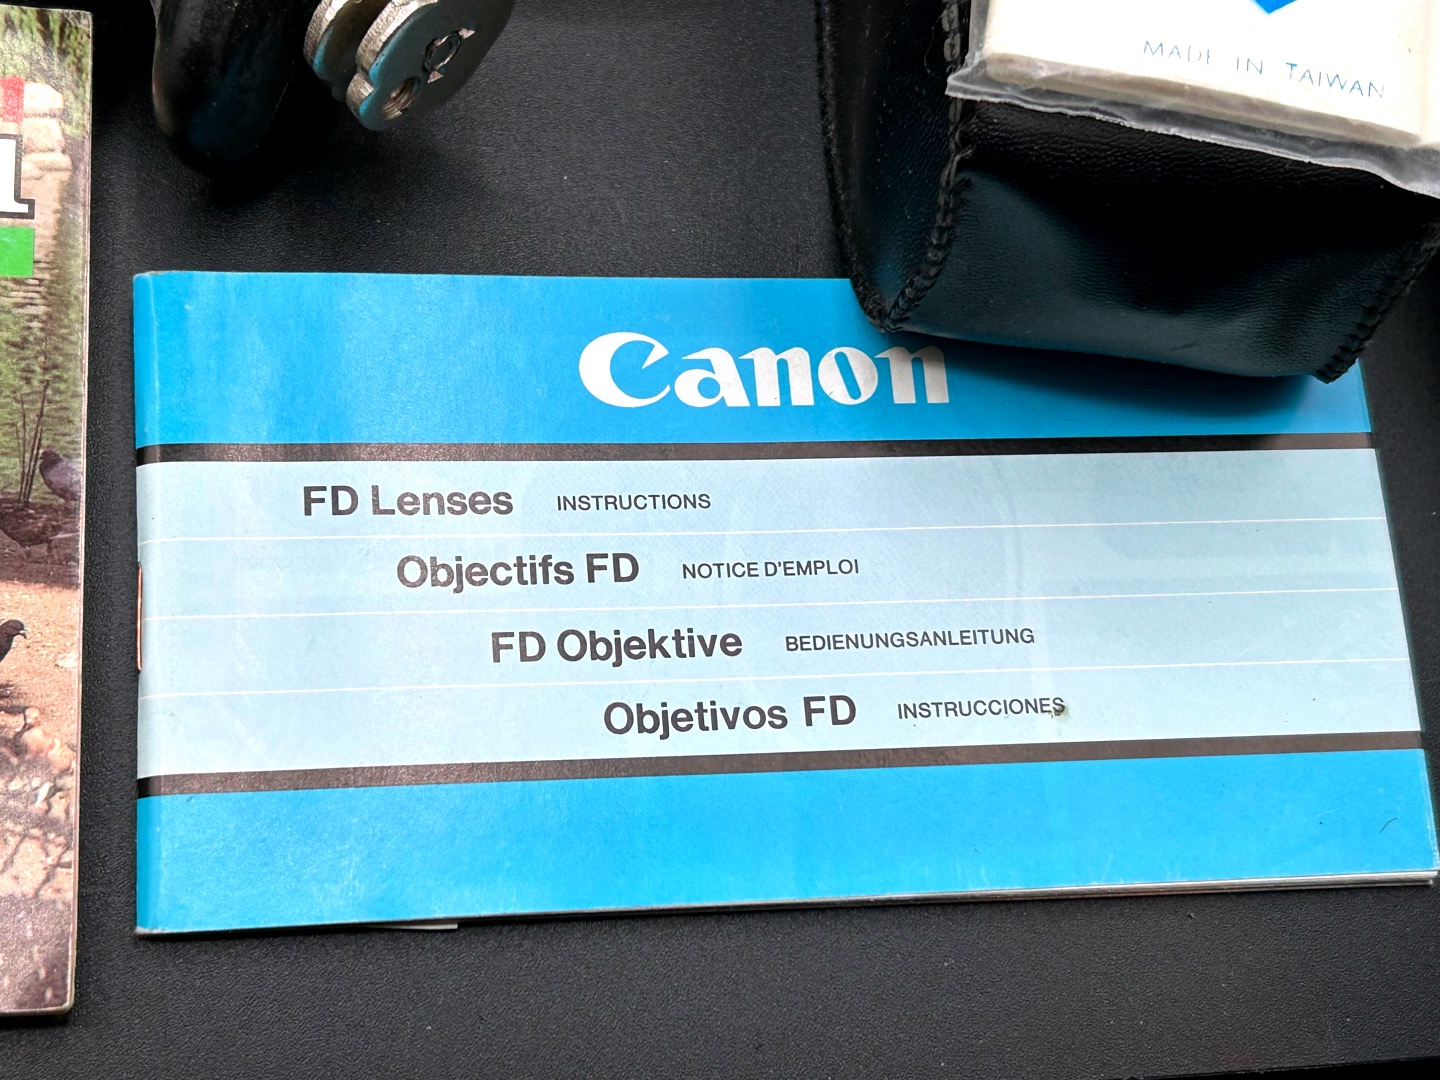 MADE IN TAIWAN
Canon
FD Lenses INSTRUCTIONS
Objectifs FD NOTICE D'EMPLOI
FD Objektive BEDIENUNGSANLEITUNG
Objetivos FD INSTRUCCIONES